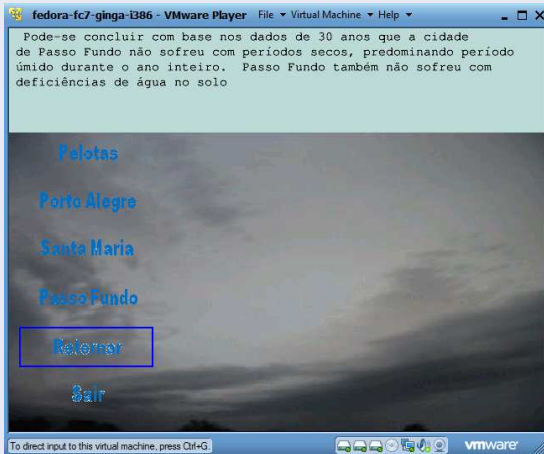 fedora-fc7-ginga-i386 - VMware Player File Virtual Machine Help
Pode-se concluir com base nos dados de 30 anos que a cidade
de Passo Fundo não sofreu com períodos secos, predominando período
úmido durante o ano inteiro. Passo Fundo também não sofreu com
deficiências de água no solo
Pelotas
Porto Alegre
Santa Maria
Passo Fundo
Retornar
Sair
To direct input to this virtual machine, press Ctrl+G.
vmware